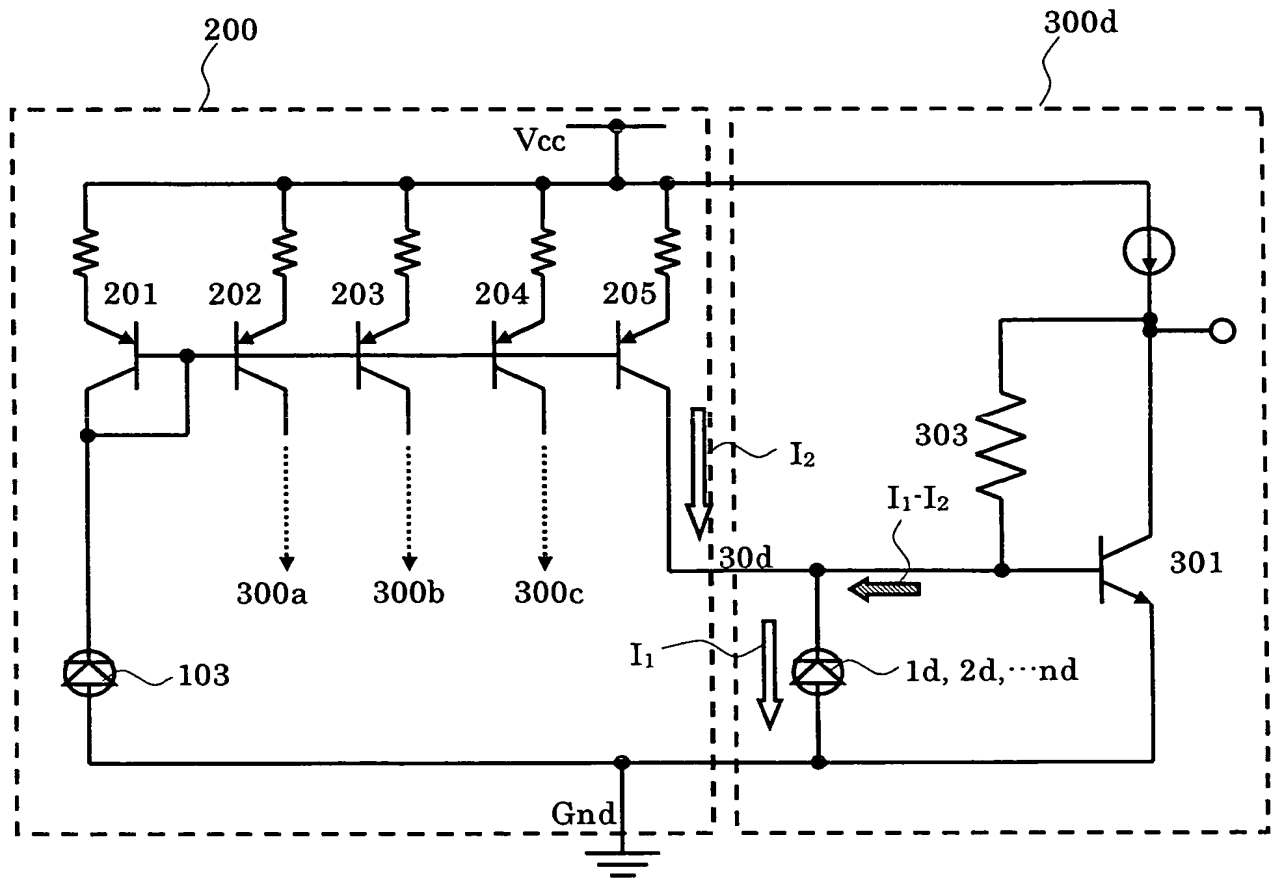 200
300d
Vcc
201
202
203
204
205
303
I₂
I₁-I₂
30d
301
300a
300b
300c
I₁
103
1d, 2d, ···nd
Gnd